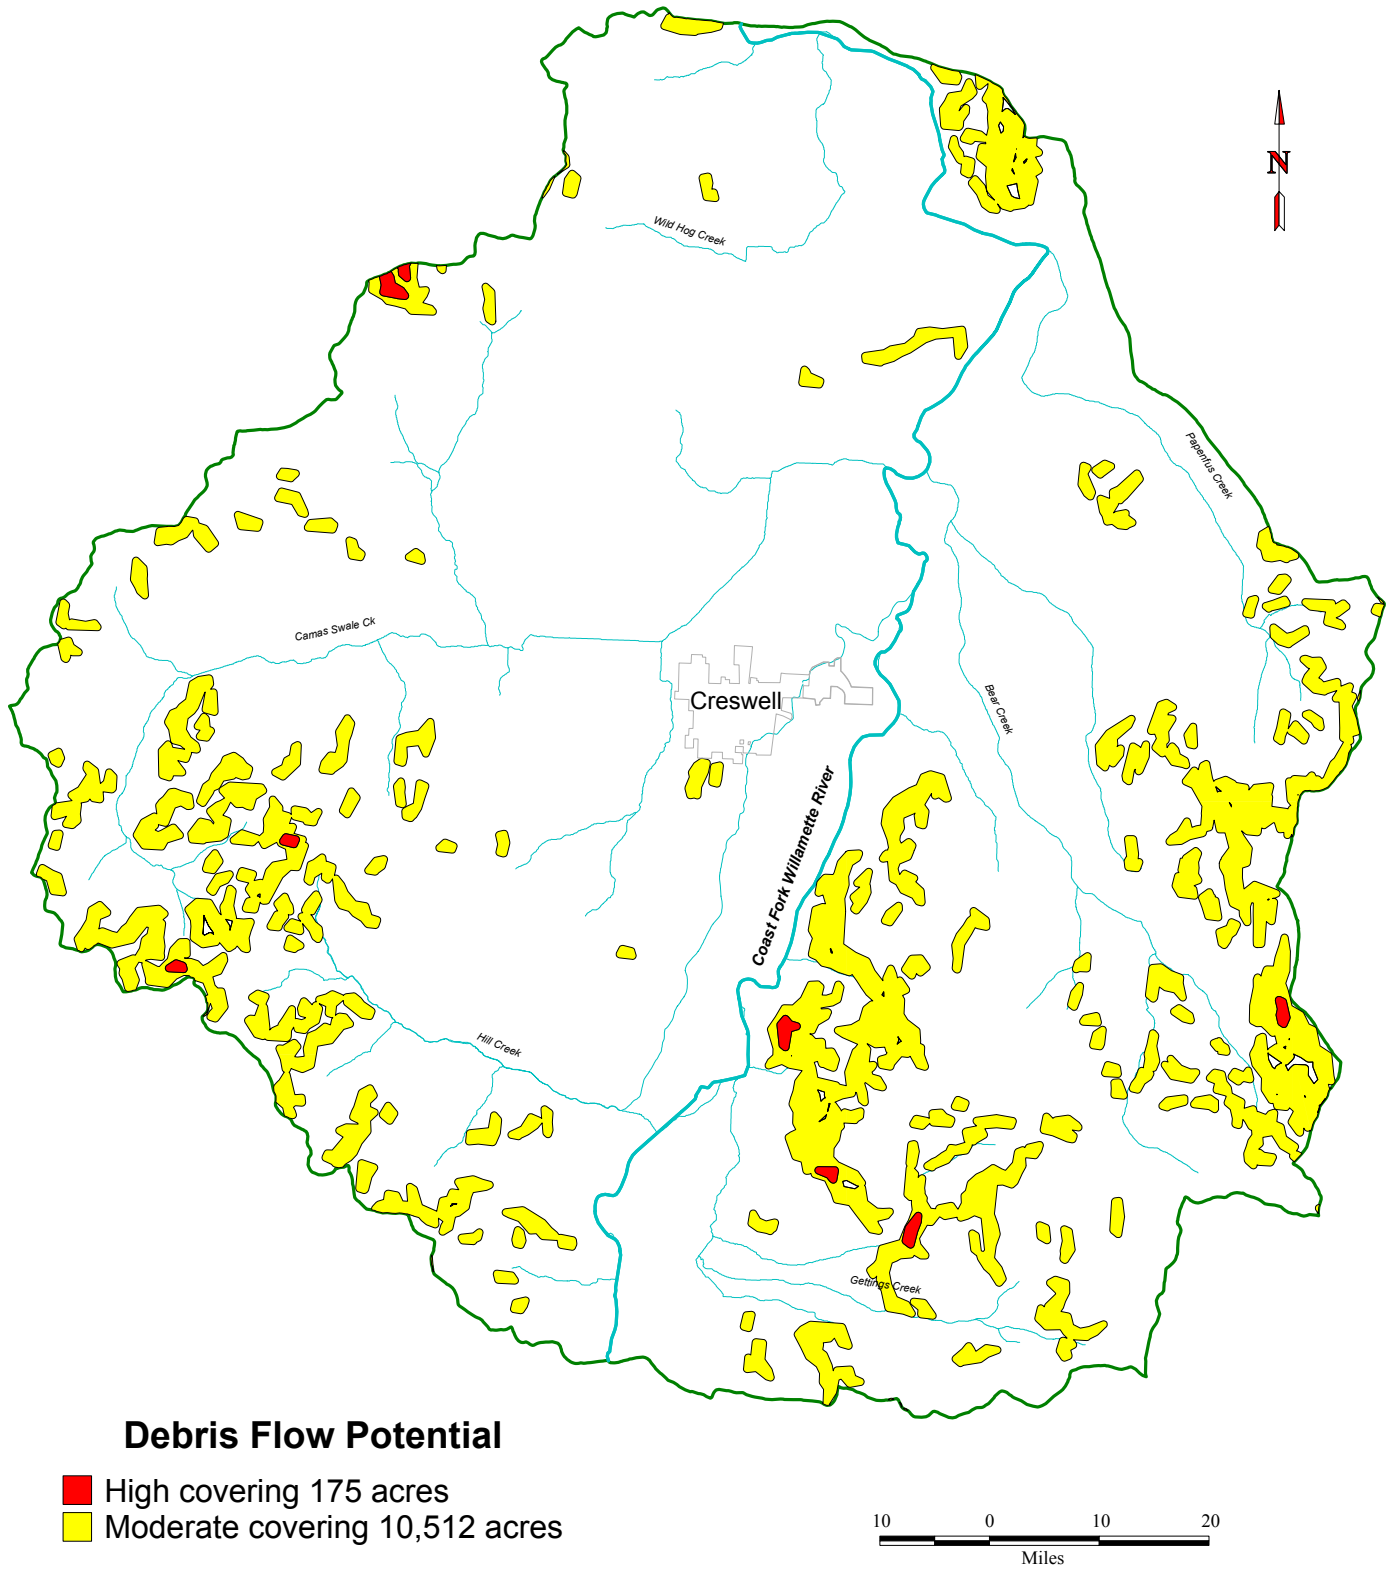 N
Wild Hog Creek
Papenfus Creek
Camas Swale Ck
Creswell
Bear Creek
Coast Fork Willamette River
Hill Creek
Gettings Creek
Debris Flow Potential
High covering 175 acres
Moderate covering 10,512 acres
10 0 10 20
Miles